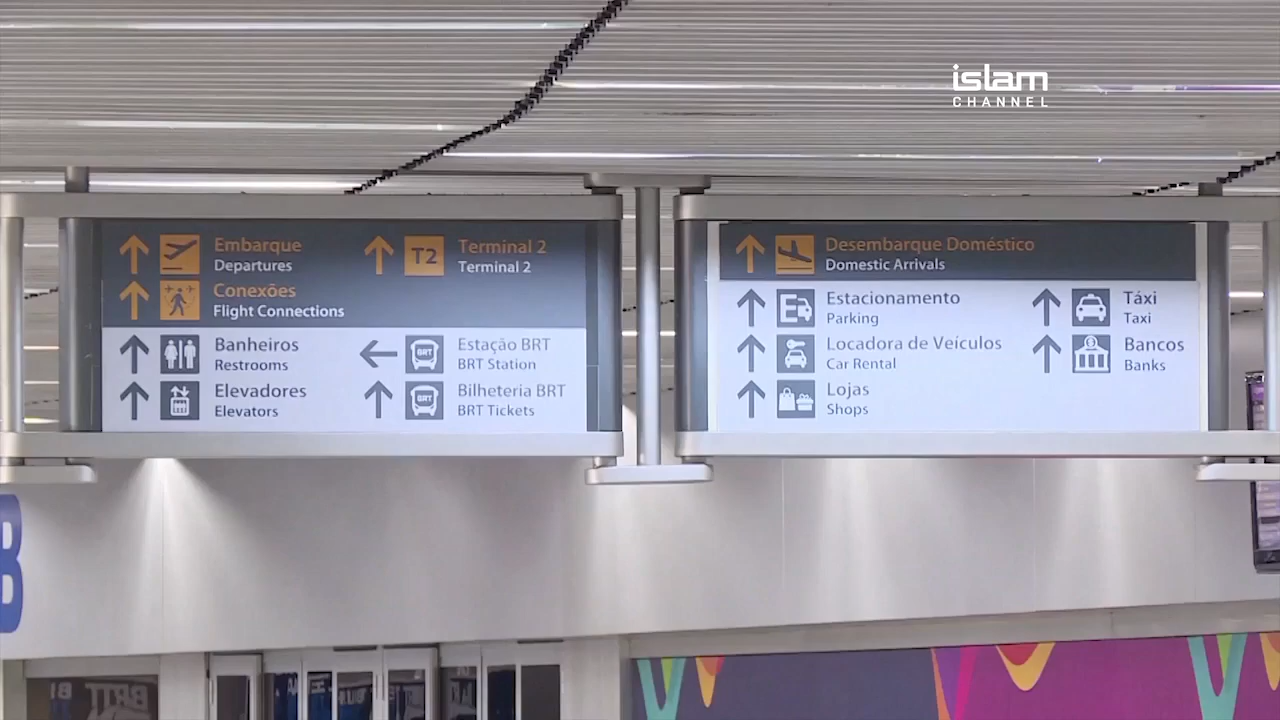 islam
CHANNEL
Embarque
Departures
Conexões
Flight Connections
T2
Terminal 2
Terminal 2
Banheiros
Restrooms
Elevadores
Elevators
BRT
Estação BRT
BRT Station
BRT
Bilheteria BRT
BRT Tickets
Desembarque Doméstico
Domestic Arrivals
E
Estacionamento
Parking
Locadora de Veículos
Car Rental
Lojas
Shops
Táxi
Taxi
$
Bancos
Banks
B